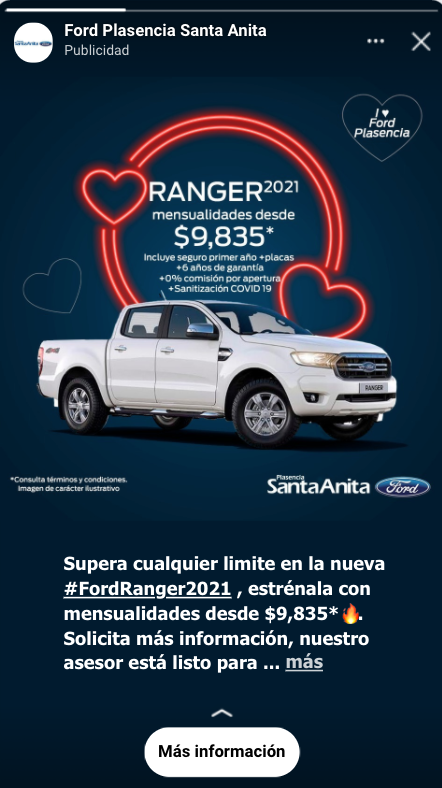 Ford Plasencia Santa Anita
Publicidad
I ♥
Ford
Plasencia
RANGER²⁰²¹
mensualidades desde
$9,835*
Incluye seguro primer año +placas
+6 años de garantía
+0% comisión por apertura
+Sanitización COVID 19
4x4
RANGER
*Consulta términos y condiciones.
Imagen de carácter ilustrativo
Plasencia
SantaAnita Ford
Supera cualquier limite en la nueva
#FordRanger2021 , estrénala con
mensualidades desde $9,835*🔥.
Solicita más información, nuestro
asesor está listo para ... más
Más información